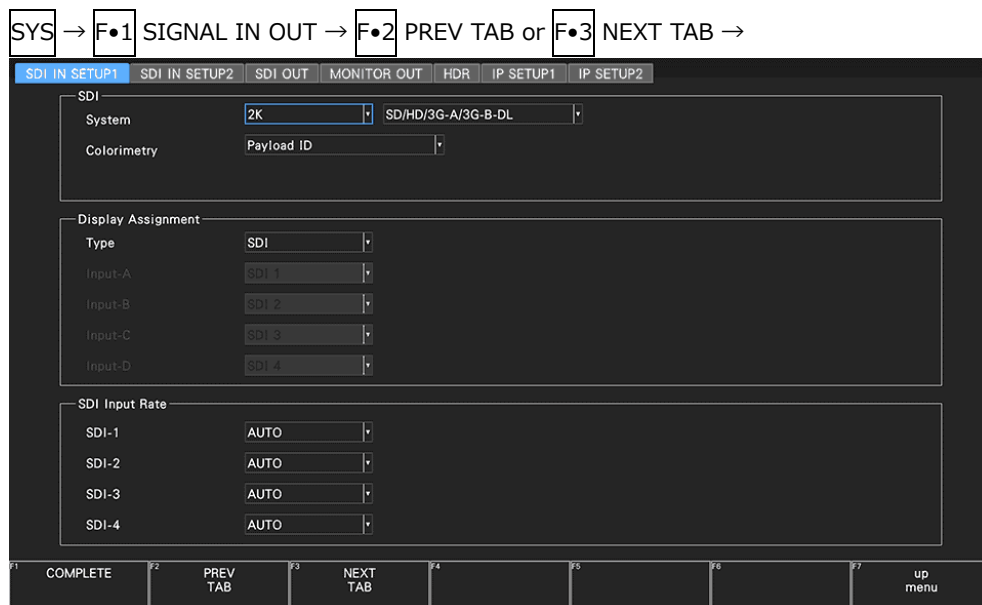 SYS → F•1 SIGNAL IN OUT → F•2 PREV TAB or F•3 NEXT TAB →
SDI IN SETUP1 SDI IN SETUP2 SDI OUT MONITOR OUT HDR IP SETUP1 IP SETUP2
SDI
System 2K SD/HD/3G-A/3G-B-DL
Colorimetry Payload ID
Display Assignment
Type SDI
Input-A SDI 1
Input-B SDI 2
Input-C SDI 3
Input-D SDI 4
SDI Input Rate
SDI-1 AUTO
SDI-2 AUTO
SDI-3 AUTO
SDI-4 AUTO
F1 COMPLETE F2 PREV TAB F3 NEXT TAB F4 F5 F6 F7 up menu